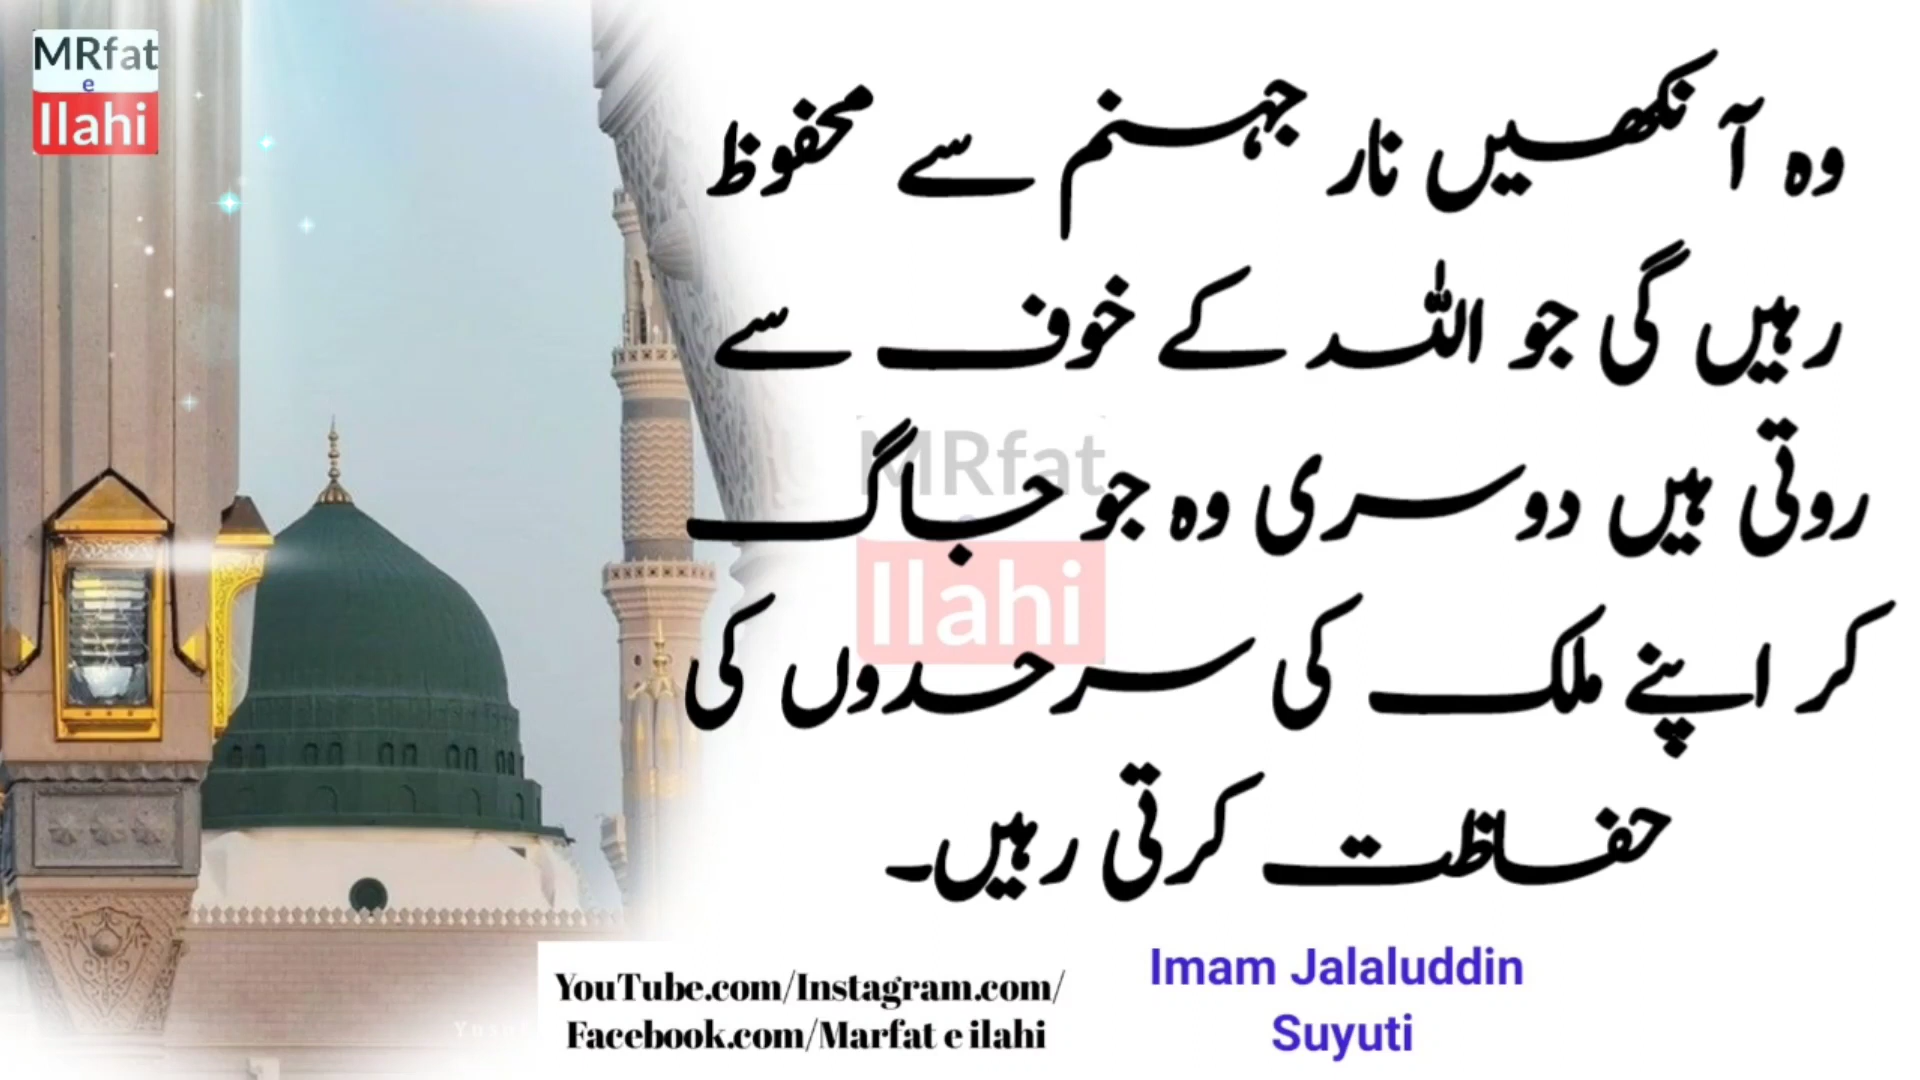 MRfat
e
Ilahi
وہ آنکھیں نار جہنم سے محفوظ
رہیں گی جو اللہ کے خوف سے
روتی ہیں دوسری وہ جو جاگ
کر اپنے ملک کی سرحدوں کی
حفاظت کرتی رہیں۔
MRfat
e
Ilahi
YouTube.com/Instagram.com/
Facebook.com/Marfat e ilahi
Imam Jalaluddin
Suyuti